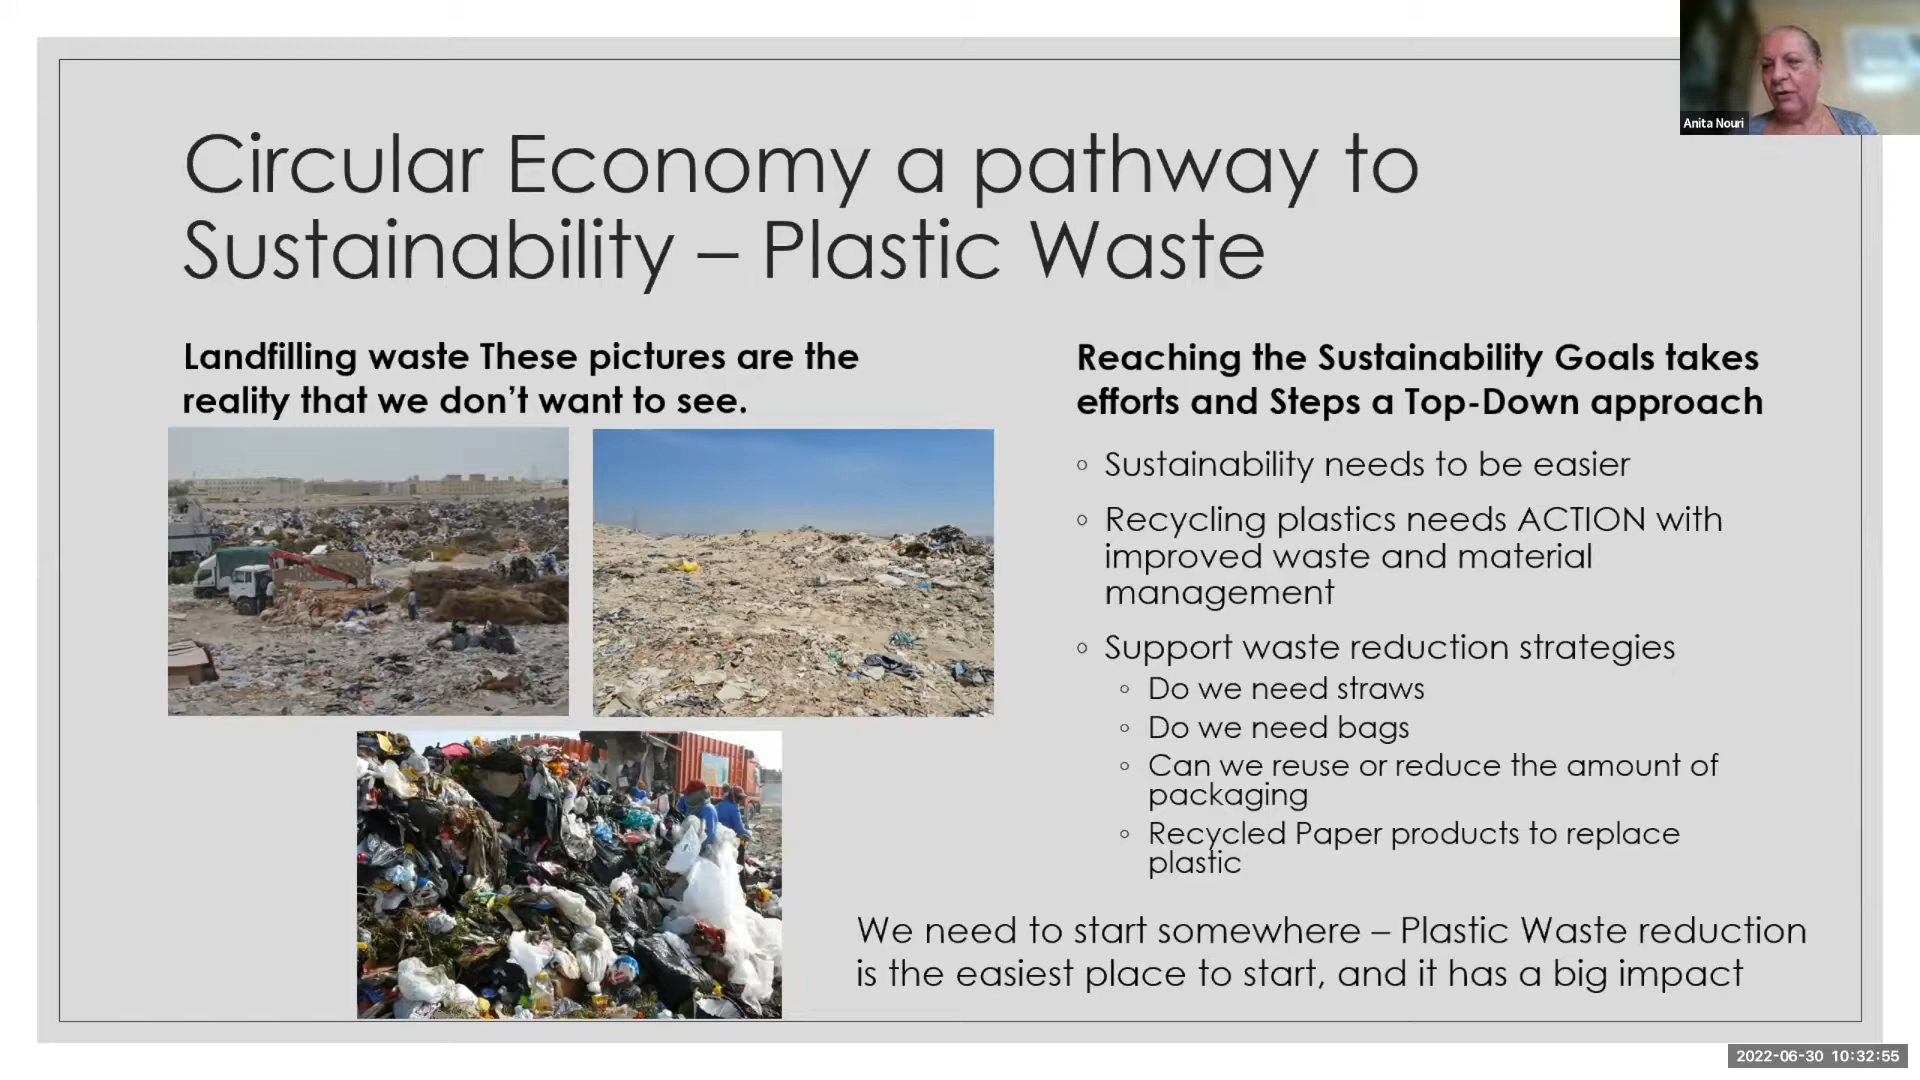 Anita Nouri
Circular Economy a pathway to
Sustainability – Plastic Waste
Landfilling waste These pictures are the
reality that we don't want to see.
Reaching the Sustainability Goals takes
efforts and Steps a Top-Down approach
◦ Sustainability needs to be easier
◦ Recycling plastics needs ACTION with
improved waste and material
management
◦ Support waste reduction strategies
◦ Do we need straws
◦ Do we need bags
◦ Can we reuse or reduce the amount of
packaging
◦ Recycled Paper products to replace
plastic
We need to start somewhere – Plastic Waste reduction
is the easiest place to start, and it has a big impact
2022-06-30 10:32:55